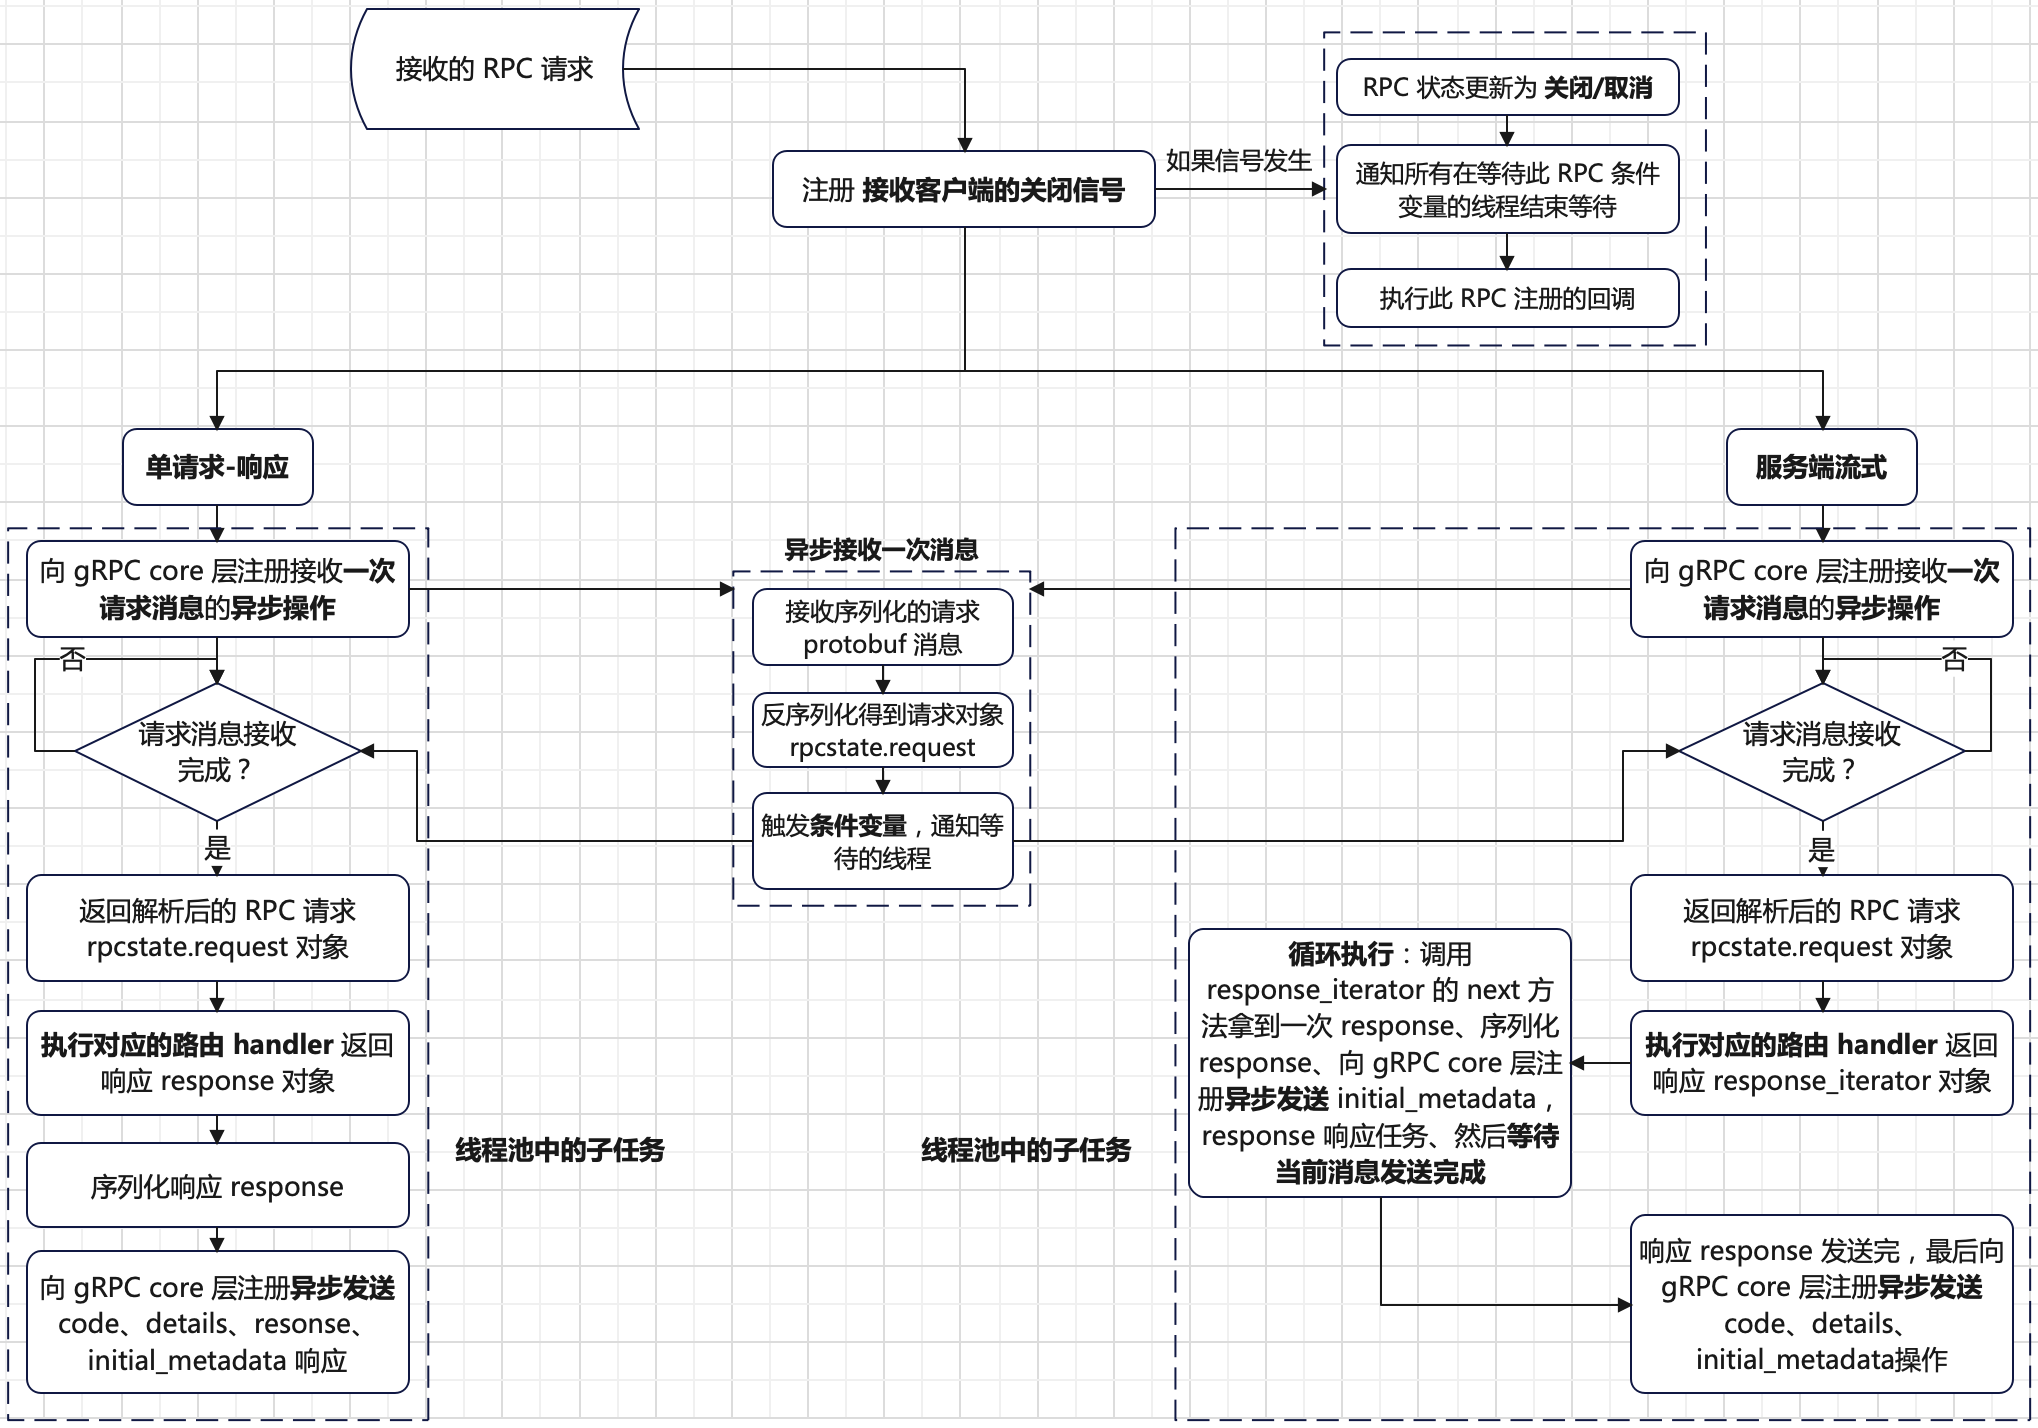 接收的 RPC 请求
RPC 状态更新为 关闭/取消
注册 接收客户端的关闭信号
如果信号发生
通知所有在等待此 RPC 条件
变量的线程结束等待
执行此 RPC 注册的回调
单请求-响应
服务端流式
向 gRPC core 层注册接收一次
请求消息的异步操作
否
请求消息接收
完成？
是
返回解析后的 RPC 请求
rpcstate.request 对象
执行对应的路由 handler 返回
响应 response 对象
序列化响应 response
向 gRPC core 层注册异步发送
code、details、resonse、
initial_metadata 响应
线程池中的子任务
异步接收一次消息
接收序列化的请求
protobuf 消息
反序列化得到请求对象
rpcstate.request
触发条件变量，通知等
待的线程
线程池中的子任务
向 gRPC core 层注册接收一次
请求消息的异步操作
否
请求消息接收
完成？
是
返回解析后的 RPC 请求
rpcstate.request 对象
执行对应的路由 handler 返回
响应 response_iterator 对象
循环执行：调用
response_iterator 的 next 方
法拿到一次 response、序列化
response、向 gRPC core 层注
册异步发送 initial_metadata，
response 响应任务、然后等待
当前消息发送完成
响应 response 发送完，最后向
gRPC core 层注册异步发送
code、details、
initial_metadata操作